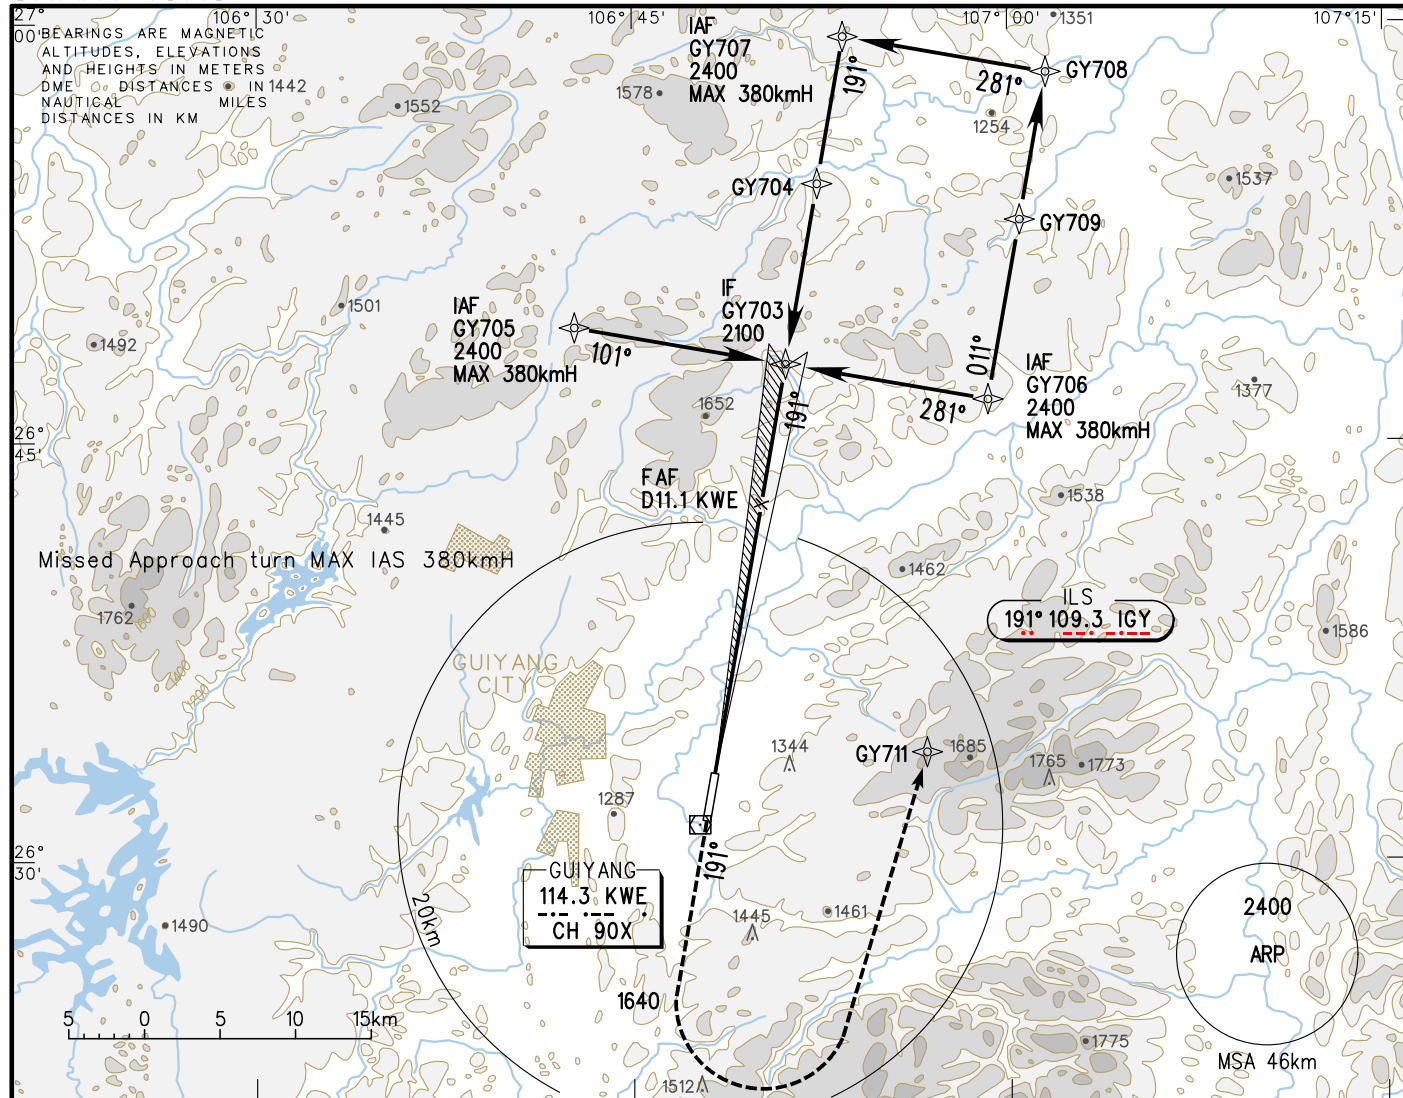 27°
00'
106° 30'
106° 45'
107° 00'
107° 15'
BEARINGS ARE MAGNETIC
ALTITUDES, ELEVATIONS
AND HEIGHTS IN METERS
DME DISTANCES IN
NAUTICAL MILES
DISTANCES IN KM
1442
1552
1578
IAF
GY707
2400
MAX 380kmH
191°
281°
GY708
1351
1254
1537
GY704
GY709
1501
1492
IAF
GY705
2400
MAX 380kmH
101°
IF
GY703
2100
191°
011°
281°
IAF
GY706
2400
MAX 380kmH
1377
1652
26°
45'
FAF
D11.1 KWE
1538
1445
Missed Approach turn MAX IAS 380kmH
1462
ILS
191° 109.3 IGY
1762
1600
1400
1200
1586
GUIYANG
CITY
1344
GY711
1685
1765
1773
1287
26°
30'
191°
GUIYANG
114.3 KWE
CH 90X
20km
1490
1445
1461
2400
ARP
MSA 46km
1640
5 0 5 10 15km
1512
1775